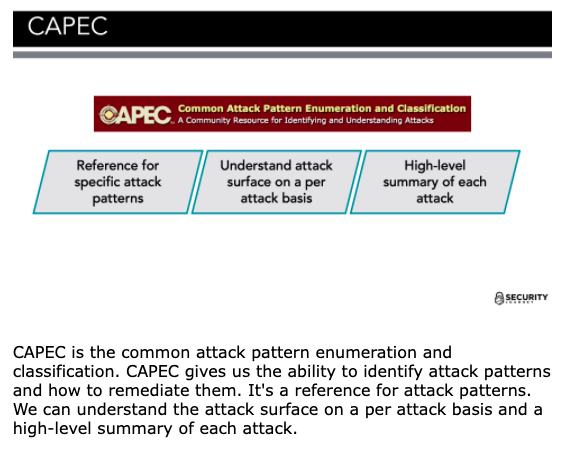 CAPEC
CAPEC Common Attack Pattern Enumeration and Classification
A Community Resource for Identifying and Understanding Attacks
Reference for
specific attack
patterns
Understand attack
surface on a per
attack basis
High-level
summary of each
attack
SECURITY
JOURNEY
CAPEC is the common attack pattern enumeration and
classification. CAPEC gives us the ability to identify attack patterns
and how to remediate them. It's a reference for attack patterns.
We can understand the attack surface on a per attack basis and a
high-level summary of each attack.